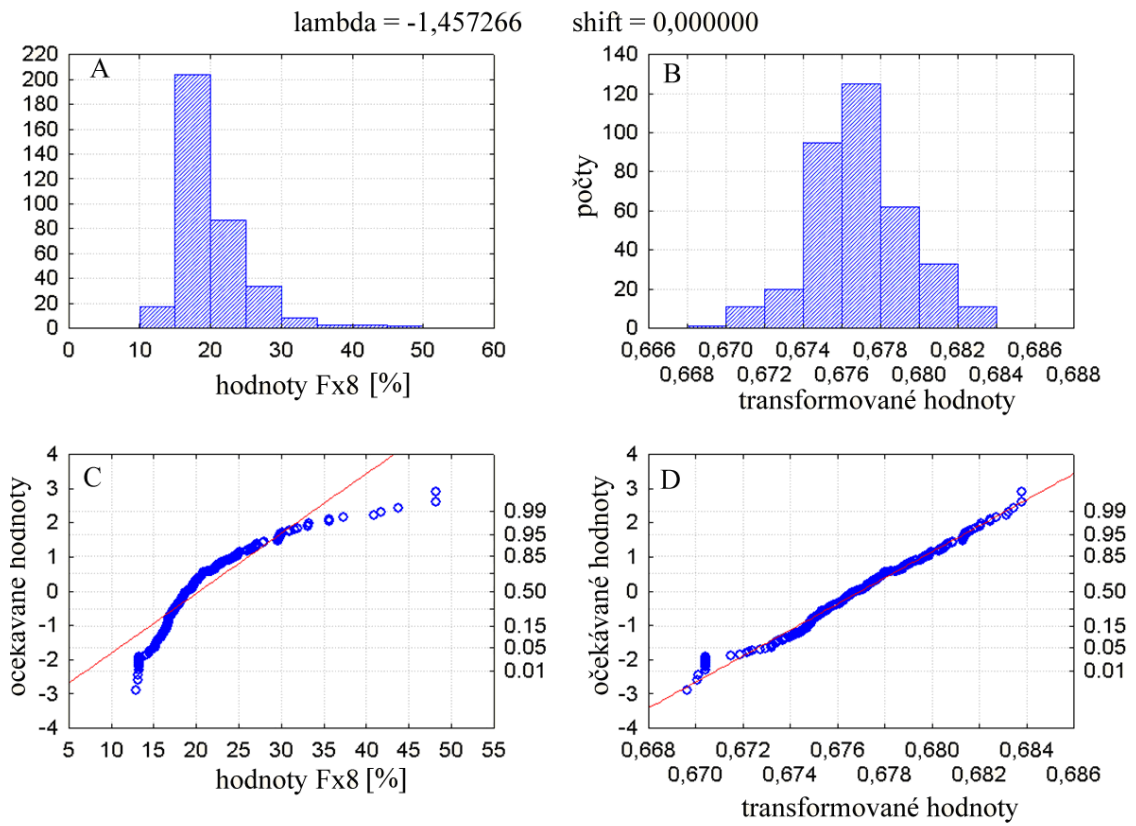 lambda = -1,457266 shift = 0,000000
A
220
200
180
160
140
120
100
80
60
40
20
0
0 10 20 30 40 50 60
hodnoty Fx8 [%]
B
140
120
100
80
60
40
20
0
počty
0,666 0,670 0,674 0,678 0,682 0,686
0,668 0,672 0,676 0,680 0,684 0,688
transformované hodnoty
C
4
3
2
1
0
-1
-2
-3
-4
očekavane hodnoty
0.99
0.95
0.85
0.50
0.15
0.05
0.01
5 10 15 20 25 30 35 40 45 50 55
hodnoty Fx8 [%]
D
4
3
2
1
0
-1
-2
-3
-4
očekávané hodnoty
0.99
0.95
0.85
0.50
0.15
0.05
0.01
0,668 0,672 0,676 0,680 0,684
0,670 0,674 0,678 0,682 0,686
transformované hodnoty